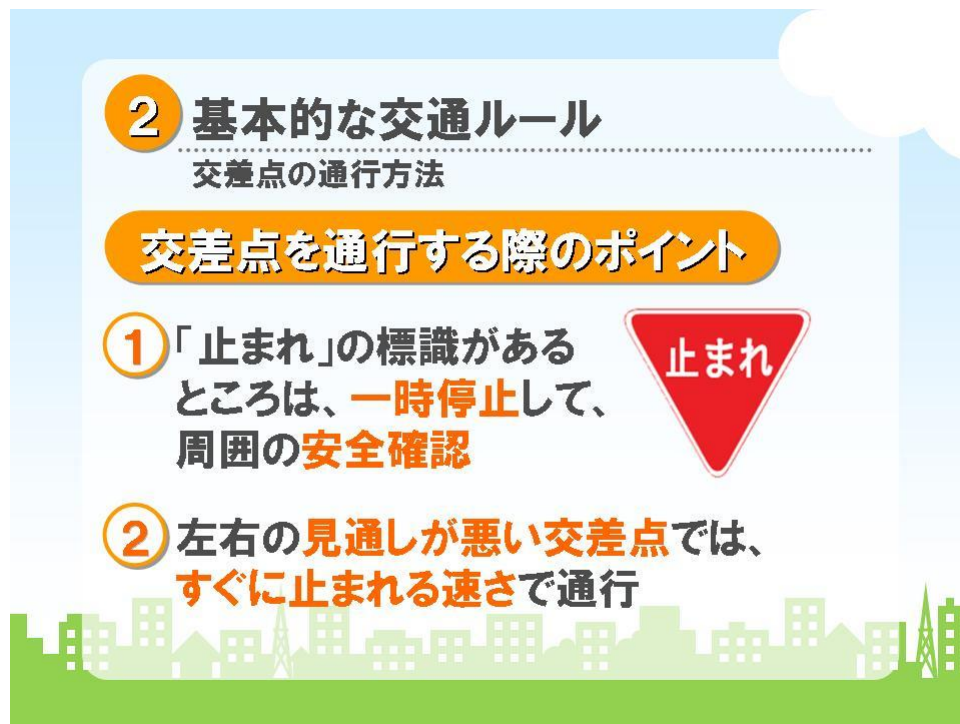 2 基本的な交通ルール
交差点の通行方法
交差点を通行する際のポイント
① 「止まれ」の標識がある
ところは、一時停止して、
周囲の安全確認
止まれ
② 左右の見通しが悪い交差点では、
すぐに止まれる速さで通行